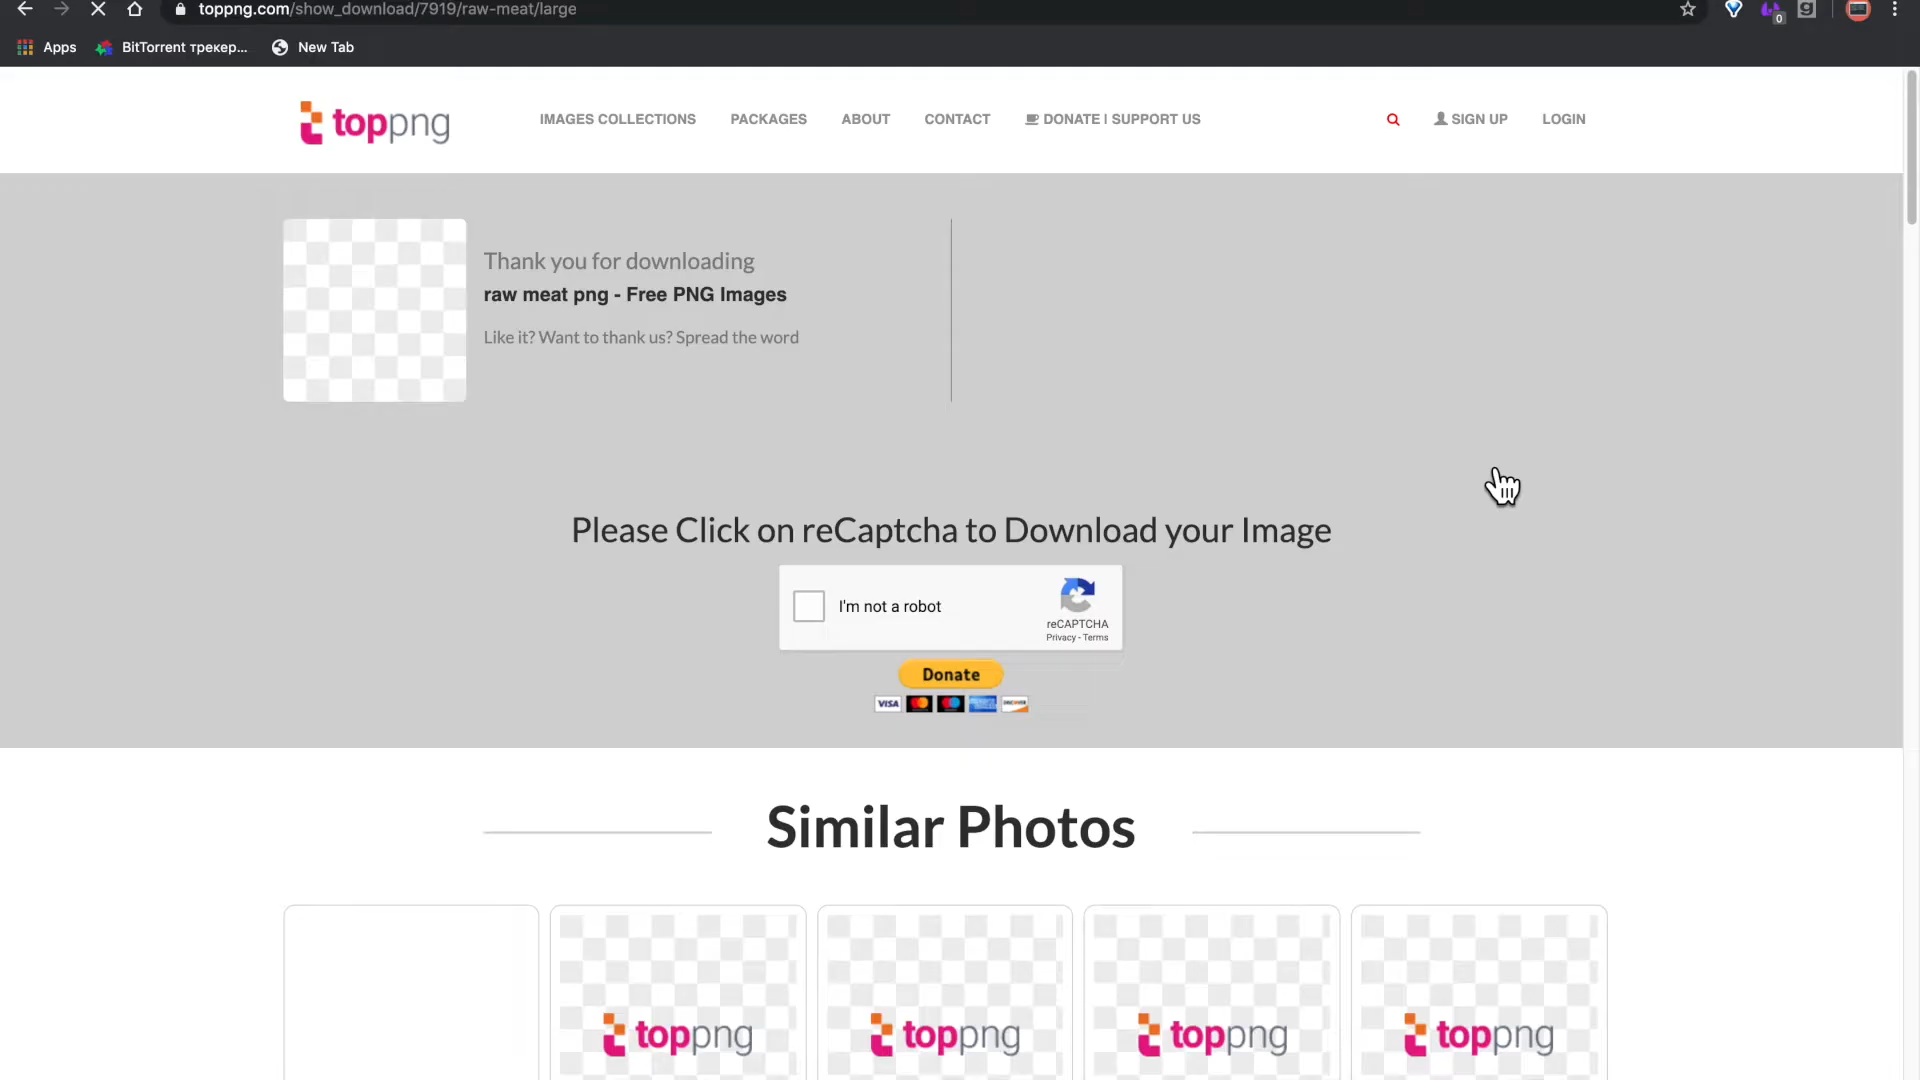 toppng.com/show_download/7919/raw-meat/large
0
Apps
BitTorrent трекер...
New Tab
toppng
IMAGES COLLECTIONS
PACKAGES
ABOUT
CONTACT
DONATE | SUPPORT US
SIGN UP
LOGIN
Thank you for downloading
raw meat png - Free PNG Images
Like it? Want to thank us? Spread the word
Please Click on reCaptcha to Download your Image
I'm not a robot
reCAPTCHA
Privacy - Terms
Donate
VISA
DISCOVER
Similar Photos
toppng
toppng
toppng
toppng